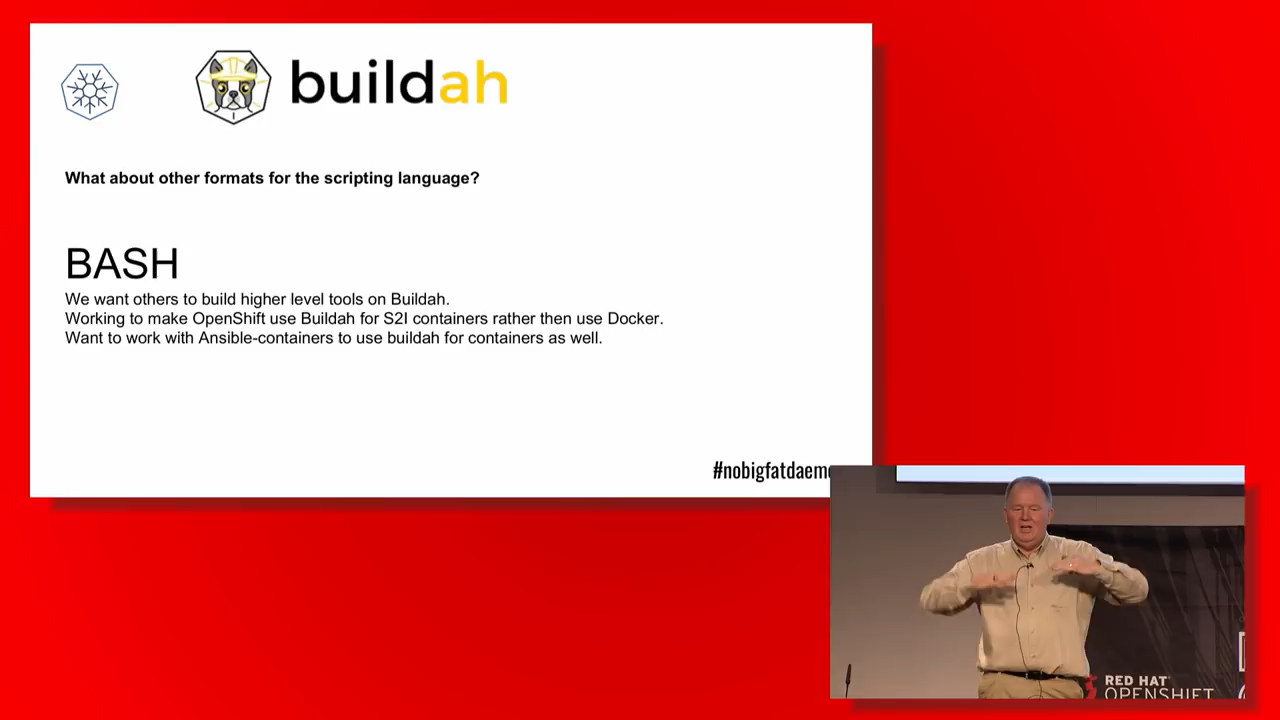 buildah
What about other formats for the scripting language?
BASH
We want others to build higher level tools on Buildah.
Working to make OpenShift use Buildah for S2I containers rather then use Docker.
Want to work with Ansible-containers to use buildah for containers as well.
#nobigfatdaem
RED HAT
OPENSHIFT